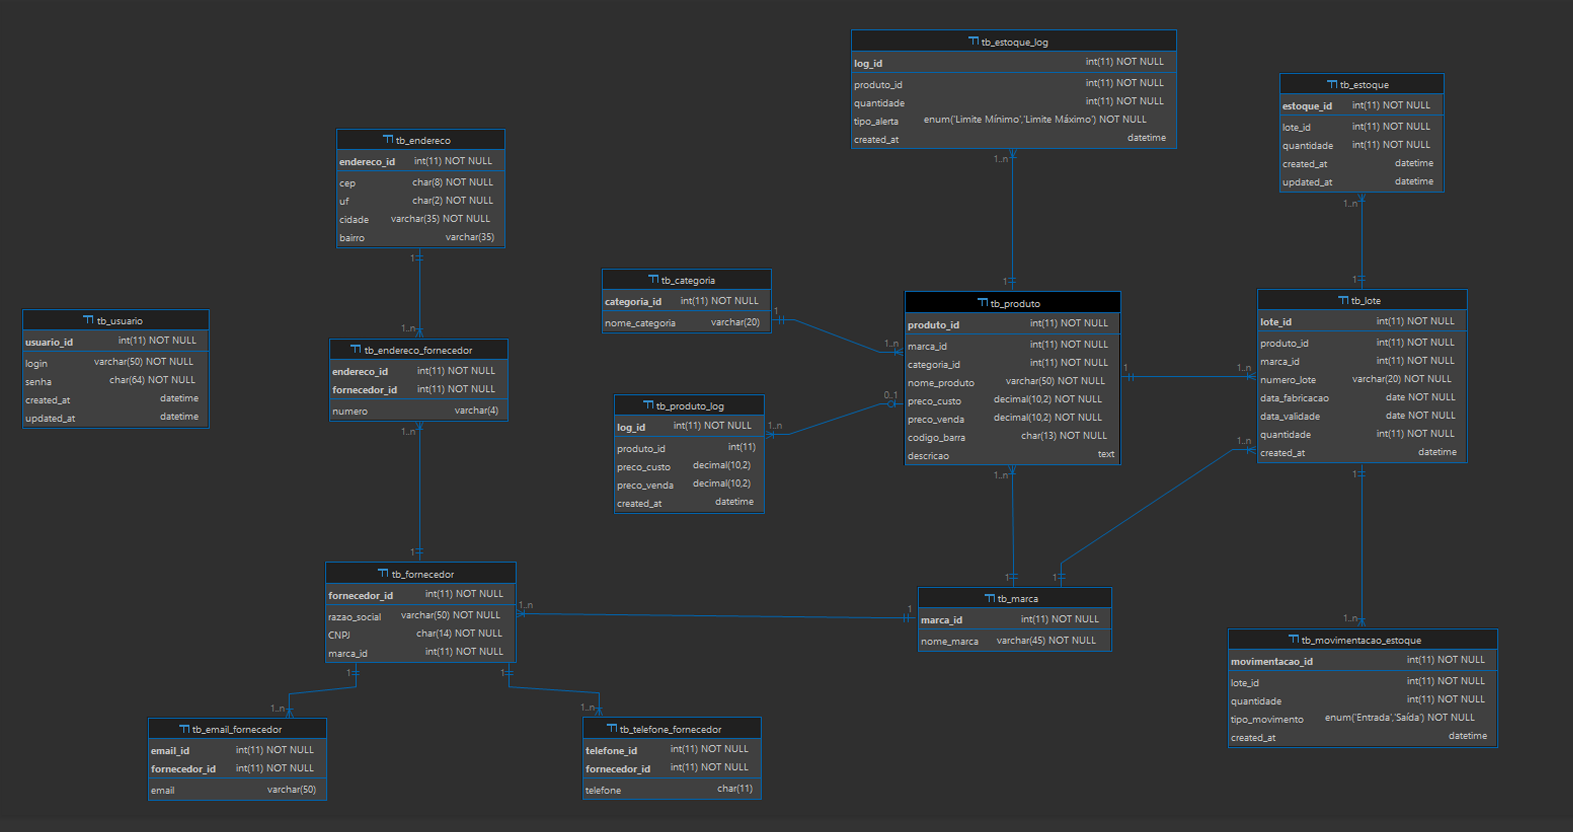 tb_estoque_log
log_id int(11) NOT NULL
produto_id int(11) NOT NULL
quantidade int(11) NOT NULL
tipo_alerta enum('Limite Mínimo','Limite Máximo') NOT NULL
created_at datetime
1..n
1
tb_estoque
estoque_id int(11) NOT NULL
lote_id int(11) NOT NULL
quantidade int(11) NOT NULL
created_at datetime
updated_at datetime
1..n
1
tb_endereco
endereco_id int(11) NOT NULL
cep char(8) NOT NULL
uf char(2) NOT NULL
cidade varchar(35) NOT NULL
bairro varchar(35)
1
1..n
tb_categoria
categoria_id int(11) NOT NULL
nome_categoria varchar(20)
1
1..n
tb_produto
produto_id int(11) NOT NULL
marca_id int(11) NOT NULL
categoria_id int(11) NOT NULL
nome_produto varchar(50) NOT NULL
preco_custo decimal(10,2) NOT NULL
preco_venda decimal(10,2) NOT NULL
codigo_barra char(13) NOT NULL
descricao text
1
1..n
tb_lote
lote_id int(11) NOT NULL
produto_id int(11) NOT NULL
marca_id int(11) NOT NULL
numero_lote varchar(20) NOT NULL
data_fabricacao date NOT NULL
data_validade date NOT NULL
quantidade int(11) NOT NULL
created_at datetime
1..n
1
1..n
tb_usuario
usuario_id int(11) NOT NULL
login varchar(50) NOT NULL
senha char(64) NOT NULL
created_at datetime
updated_at datetime
tb_endereco_fornecedor
endereco_id int(11) NOT NULL
fornecedor_id int(11) NOT NULL
numero varchar(4)
1..n
1
tb_produto_log
log_id int(11) NOT NULL
produto_id int(11)
preco_custo decimal(10,2)
preco_venda decimal(10,2)
created_at datetime
1..n
0..1
1..n
1
1
tb_fornecedor
fornecedor_id int(11) NOT NULL
razao_social varchar(50) NOT NULL
CNPJ char(14) NOT NULL
marca_id int(11) NOT NULL
1..n
1
1
1
tb_marca
marca_id int(11) NOT NULL
nome_marca varchar(45) NOT NULL
tb_movimentacao_estoque
movimentacao_id int(11) NOT NULL
lote_id int(11) NOT NULL
quantidade int(11) NOT NULL
tipo_movimento enum('Entrada','Saída') NOT NULL
created_at datetime
1..n
tb_email_fornecedor
email_id int(11) NOT NULL
fornecedor_id int(11) NOT NULL
email varchar(50)
1..n
tb_telefone_fornecedor
telefone_id int(11) NOT NULL
fornecedor_id int(11) NOT NULL
telefone char(11)